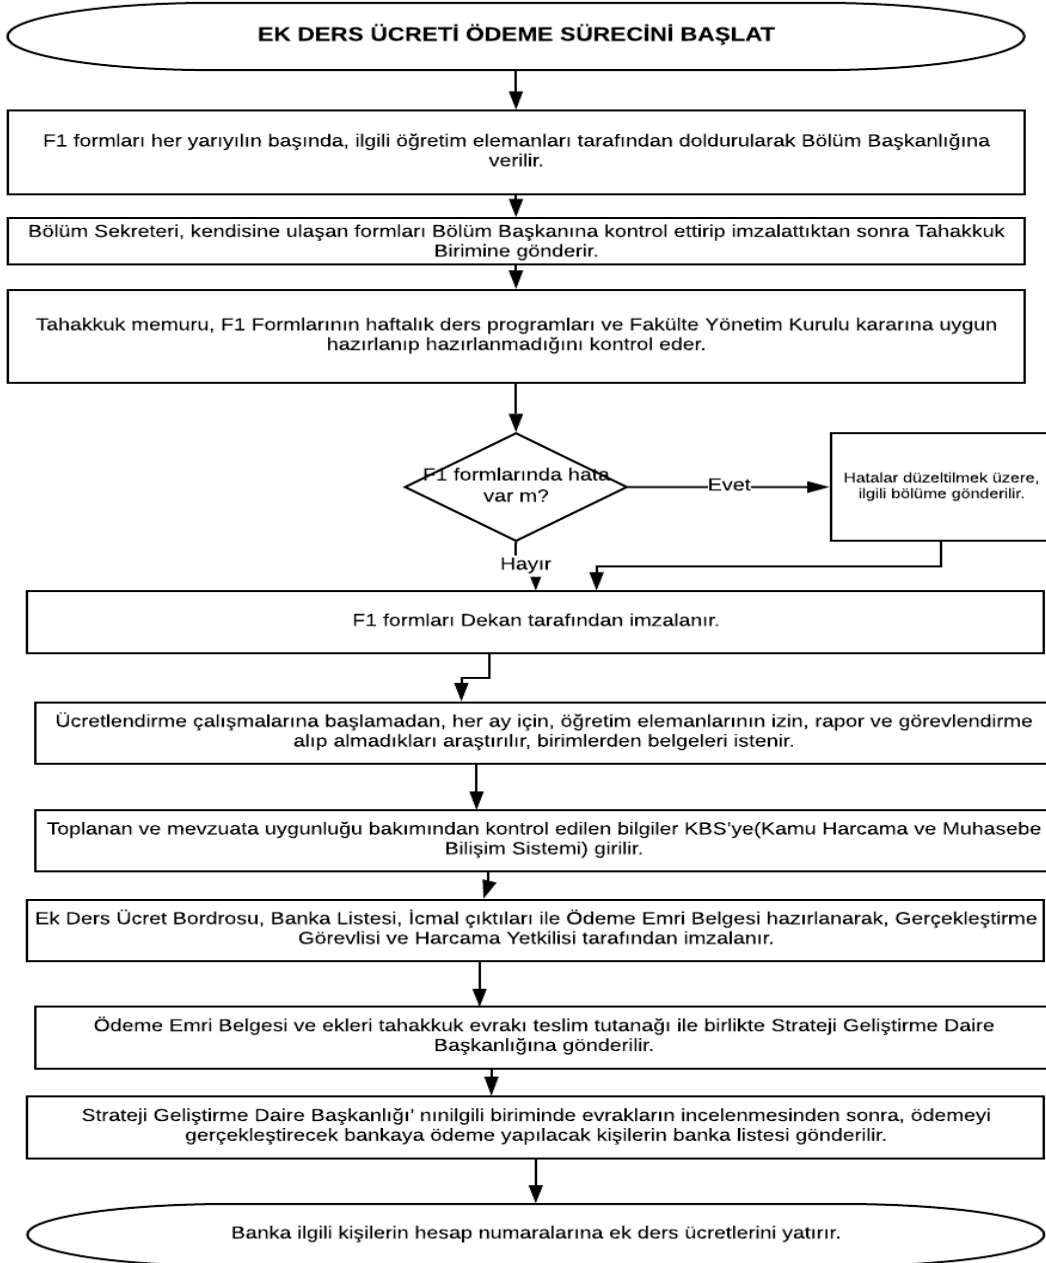 EK DERS ÜCRETİ ÖDEME SÜRECİNİ BAŞLAT
F1 formları her yarıyılın başında, ilgili öğretim elemanları tarafından doldurularak Bölüm Başkanlığına
verilir.
Bölüm Sekreteri, kendisine ulaşan formları Bölüm Başkanına kontrol ettirip imzalattıktan sonra Tahakkuk
Birimine gönderir.
Tahakkuk memuru, F1 Formlarının haftalık ders programları ve Fakülte Yönetim Kurulu kararına uygun
hazırlanıp hazırlanmadığını kontrol eder.
F1 formlarında hata
var m?
Evet
Hatalar düzeltilmek üzere,
ilgili bölüme gönderilir.
Hayır
F1 formları Dekan tarafından imzalanır.
Ücretlendirme çalışmalarına başlamadan, her ay için, öğretim elemanlarının izin, rapor ve görevlendirme
alıp almadıkları araştırılır, birimlerden belgeleri istenir.
Toplanan ve mevzuata uygunluğu bakımından kontrol edilen bilgiler KBS'ye(Kamu Harcama ve Muhasebe
Bilişim Sistemi) girilir.
Ek Ders Ücret Bordrosu, Banka Listesi, İcmal çıktıları ile Ödeme Emri Belgesi hazırlanarak, Gerçekleştirme
Görevlisi ve Harcama Yetkilisi tarafından imzalanır.
Ödeme Emri Belgesi ve ekleri tahakkuk evrakı teslim tutanağı ile birlikte Strateji Geliştirme Daire
Başkanlığına gönderilir.
Strateji Geliştirme Daire Başkanlığı' nınilgili biriminde evrakların incelenmesinden sonra, ödemeyi
gerçekleştirecek bankaya ödeme yapılacak kişilerin banka listesi gönderilir.
Banka ilgili kişilerin hesap numaralarına ek ders ücretlerini yatırır.